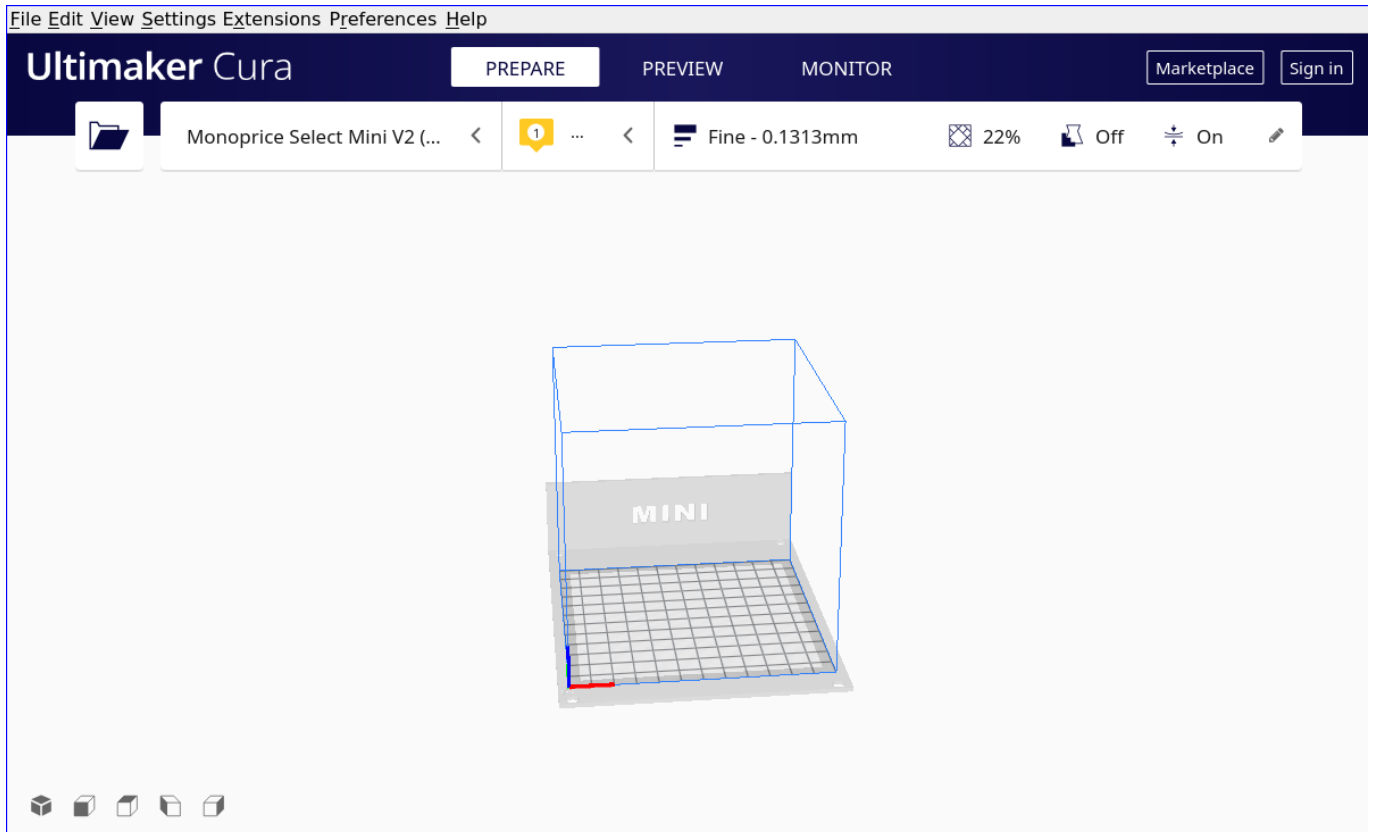 File Edit View Settings Extensions Preferences Help
Ultimaker Cura PREPARE PREVIEW MONITOR Marketplace Sign in
Monoprice Select Mini V2 (... 1 ... Fine - 0.1313mm 22% Off On
MINI